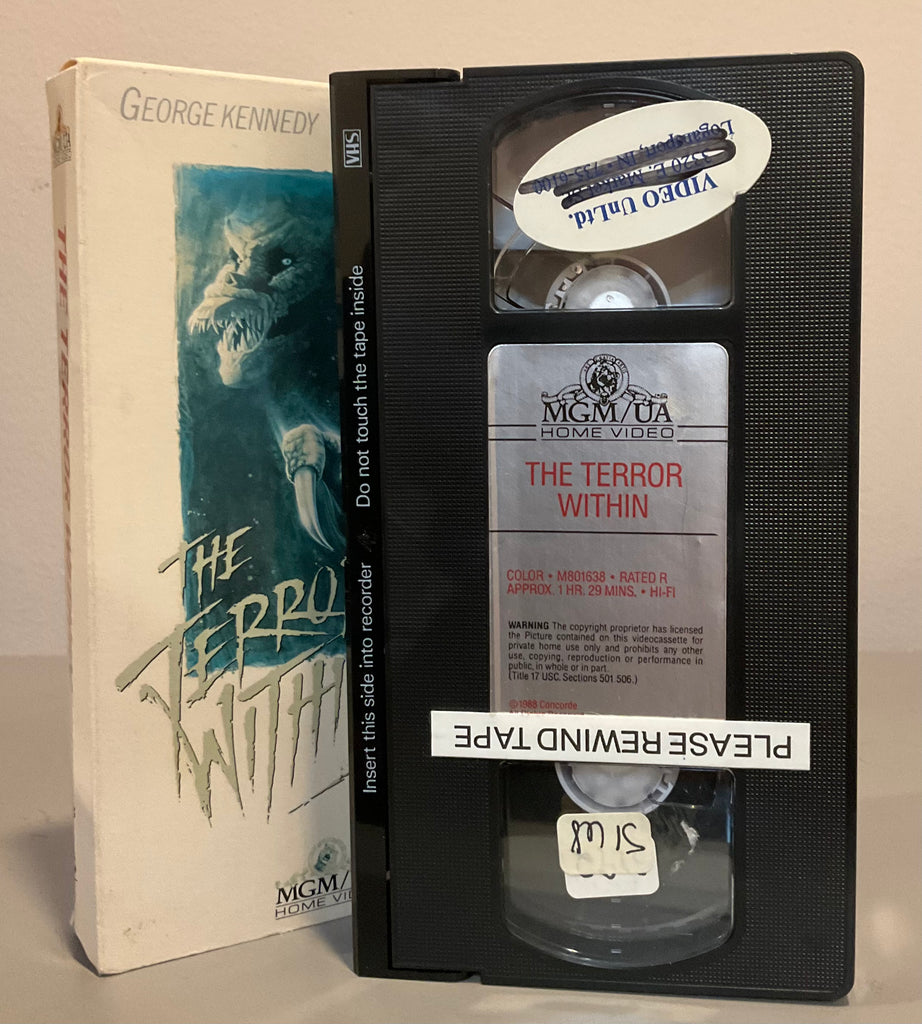 GEORGE KENNEDY
THE TERROR
THE
TERRO
WITHI
MGM/
HOME VID
VHS
Do not touch the tape inside
Insert this side into recorder
VIDEO UnLtd.
Logansport, IN • 735-0100
MGM/UA
HOME VIDEO
THE TERROR
WITHIN
COLOR • M801638 • RATED R
APPROX. 1 HR. 29 MINS. • HI-FI
WARNING The copyright proprietor has licensed
the Picture contained on this videocassette for
private home use only and prohibits any other
use, copying, reproduction or performance in
public, in whole or in part.
(Title 17 USC. Sections 501 506.)
©1988 Concorde
PLEASE REWIND TAPE